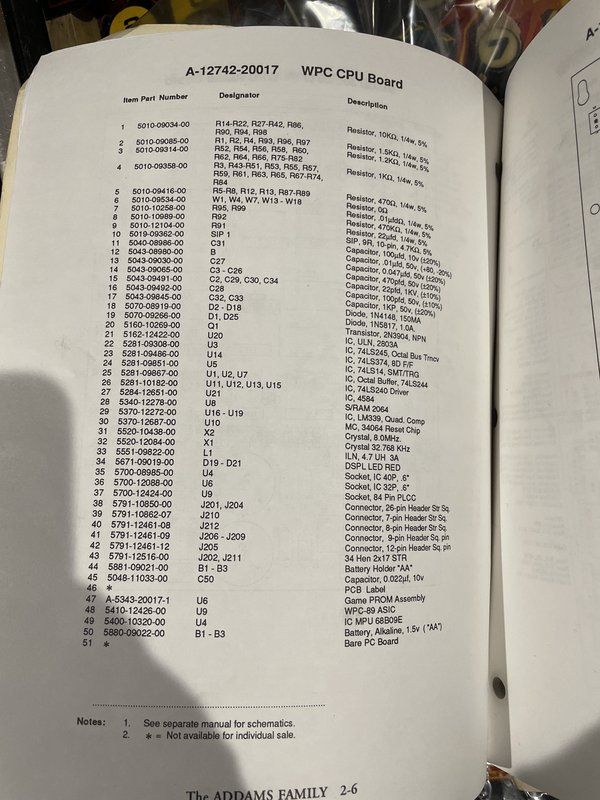 A-12742-20017 WPC CPU Board
Item Part Number Designator Description
1 5010-09034-00 R14-R22, R27-R42, R86, Resistor, 10KΩ, 1/4w, 5%
R90, R94, R98
2 5010-09085-00 R1, R2, R4, R93, R96, R97 Resistor, 1.5KΩ, 1/4w, 5%
3 5010-09314-00 R52, R54, R56, R58, R60, Resistor, 1.2KΩ, 1/4w, 5%
R62, R64, R66, R75-R82
4 5010-09358-00 R3, R43-R51, R53, R55, R57, Resistor, 1KΩ, 1/4w, 5%
R59, R61, R63, R65, R67-R74,
R84
5 5010-09416-00 R5-R8, R12, R13, R87-R89 Resistor, 470Ω, 1/4w, 5%
6 5010-09534-00 W1, W4, W7, W13 - W18 Resistor, 0Ω
7 5010-10258-00 R95, R99 Resistor, .01µfdΩ, 1/4w, 5%
8 5010-10989-00 R92 Resistor, 470KΩ, 1/4w, 5%
9 5010-12104-00 R91 Resistor, 22µfd, 1/4w, 5%
10 5019-09362-00 SIP 1 SIP, 9R, 10-pin, 4.7KΩ, 5%
11 5040-08986-00 C31 Capacitor, 100µfd, 10v (±20%)
12 5043-08980-00 B Capacitor, .01µfd, 50v, (+80, -20%)
13 5043-09030-00 C27 Capacitor, 0.047µfd, 50v (±20%)
14 5043-09065-00 C3 - C26 Capacitor, 470pfd, 50v (±20%)
15 5043-09491-00 C2, C29, C30, C34 Capacitor, 22pfd, 1KV, (±10%)
16 5043-09492-00 C28 Capacitor, 100pfd, 50v, (±10%)
17 5043-09845-00 C32, C33 Capacitor, 1KP, 50v, (±20%)
18 5070-08919-00 D2 - D18 Diode, 1N4148, 150MA
19 5070-09266-00 D1, D25 Diode, 1N5817, 1.0A.
20 5160-10269-00 Q1 Transistor, 2N3904, NPN
21 5162-12422-00 U20 IC, ULN, 2803A
22 5281-09308-00 U3 IC, 74LS245, Octal Bus Trncv
23 5281-09486-00 U14 IC, 74LS374, 8D F/F
24 5281-09851-00 U5 IC, 74LS14, SMT/TRG
25 5281-09867-00 U1, U2, U7 IC, Octal Buffer, 74LS244
26 5281-10182-00 U11, U12, U13, U15 IC, 74LS240 Driver
27 5284-12651-00 U21 IC, 4584
28 5340-12278-00 U8 S/RAM 2064
29 5370-12272-00 U16 - U19 IC, LM339, Quad. Comp
30 5370-12687-00 U10 MC, 34064 Reset Chip
31 5520-10438-00 X2 Crystal, 8.0MHz.
32 5520-12084-00 X1 Crystal 32.768 KHz
33 5551-09822-00 L1 ILN, 4.7 UH 3A
34 5671-09019-00 D19 - D21 DSPL LED RED
35 5700-08985-00 U4 Socket, IC 40P, .6"
36 5700-12088-00 U6 Socket, IC 32P, .6"
37 5700-12424-00 U9 Socket, 84 Pin PLCC
38 5791-10850-00 J201, J204 Connector, 26-pin Header Str Sq.
39 5791-10862-07 J210 Connector, 7-pin Header Str Sq.
40 5791-12461-08 J212 Connector, 8-pin Header Str Sq.
41 5791-12461-09 J206 - J209 Connector, 9-pin Header Sq. pin
42 5791-12461-12 J205 Connector, 12-pin Header Sq. pin
43 5791-12516-00 J202, J211 34 Hen 2x17 STR
44 5881-09021-00 B1 - B3 Battery Holder "AA"
45 5048-11033-00 C50 Capacitor, 0.022µf, 10v
46 * PCB Label
47 A-5343-20017-1 U6 Game PROM Assembly
48 5410-12426-00 U9 WPC-89 ASIC
49 5400-10320-00 U4 IC MPU 68B09E
50 5880-09022-00 B1 - B3 Battery, Alkaline, 1.5v ("AA")
51 * Bare PC Board
Notes: 1. See separate manual for schematics.
2. * = Not available for individual sale.
The ADDAMS FAMILY 2-6